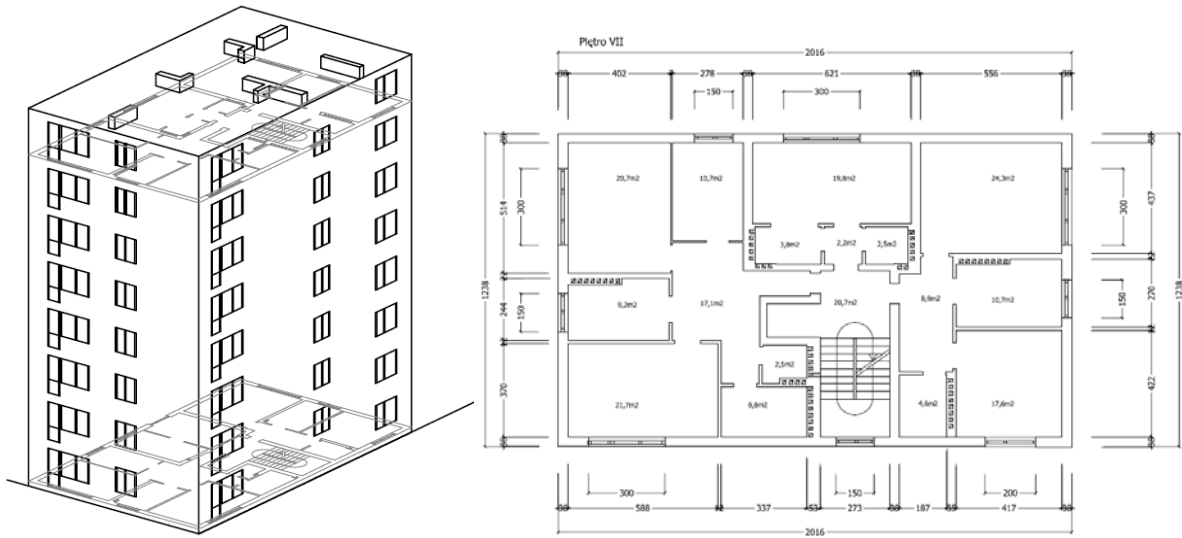 Piętro VII
2016
402 278 621 556
150 300
20,7m2 10,7m2 19,8m2 24,3m2
514 300 300 437
3,8m2 2,2m2 2,5m2
1238 244 150 9,2m2 17,1m2 20,7m2 8,9m2 10,7m2 150 270 1238
370 2,5m2 422
21,7m2 6,6m2 4,6m2 17,6m2
300 150 200
588 337 273 187 417
2016